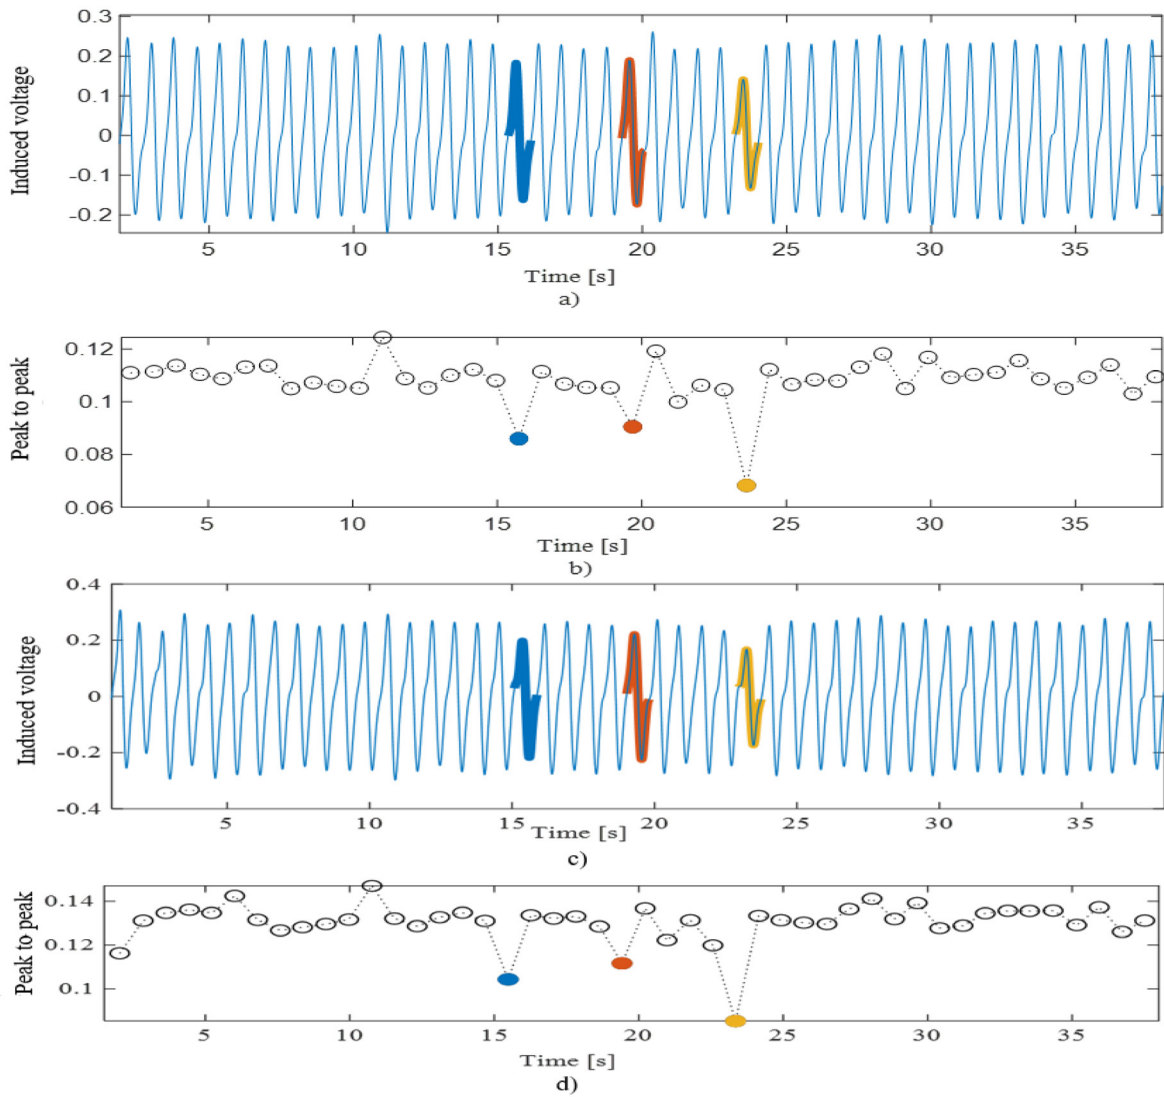 0.3
0.2
0.1
0
-0.1
-0.2
Induced voltage
5 10 15 20 25 30 35
Time [s]
a)
0.12
0.1
0.08
0.06
Peak to peak
5 10 15 20 25 30 35
Time [s]
b)
0.4
0.2
0
-0.2
-0.4
Induced voltage
5 10 15 20 25 30 35
Time [s]
c)
0.14
0.12
0.1
Peak to peak
5 10 15 20 25 30 35
Time [s]
d)